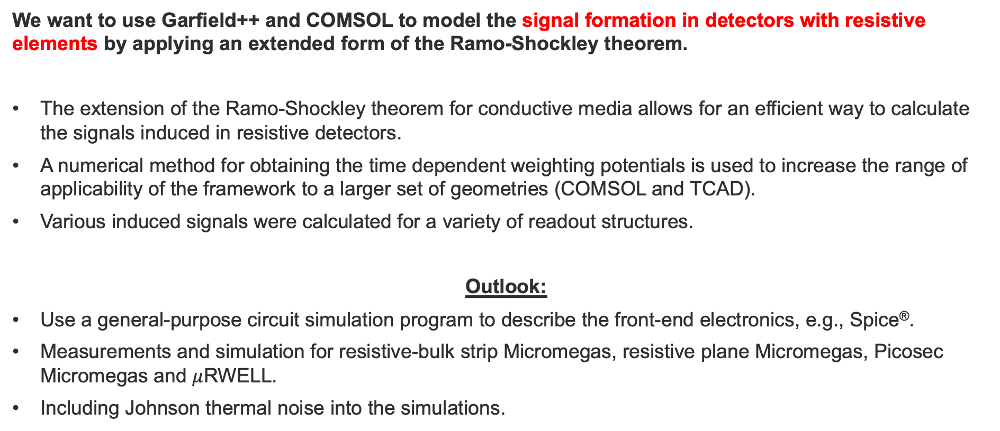 We want to use Garfield++ and COMSOL to model the signal formation in detectors with resistive
elements by applying an extended form of the Ramo-Shockley theorem.
• The extension of the Ramo-Shockley theorem for conductive media allows for an efficient way to calculate
the signals induced in resistive detectors.
• A numerical method for obtaining the time dependent weighting potentials is used to increase the range of
applicability of the framework to a larger set of geometries (COMSOL and TCAD).
• Various induced signals were calculated for a variety of readout structures.
Outlook:
• Use a general-purpose circuit simulation program to describe the front-end electronics, e.g., Spice®.
• Measurements and simulation for resistive-bulk strip Micromegas, resistive plane Micromegas, Picosec
Micromegas and μRWELL.
• Including Johnson thermal noise into the simulations.